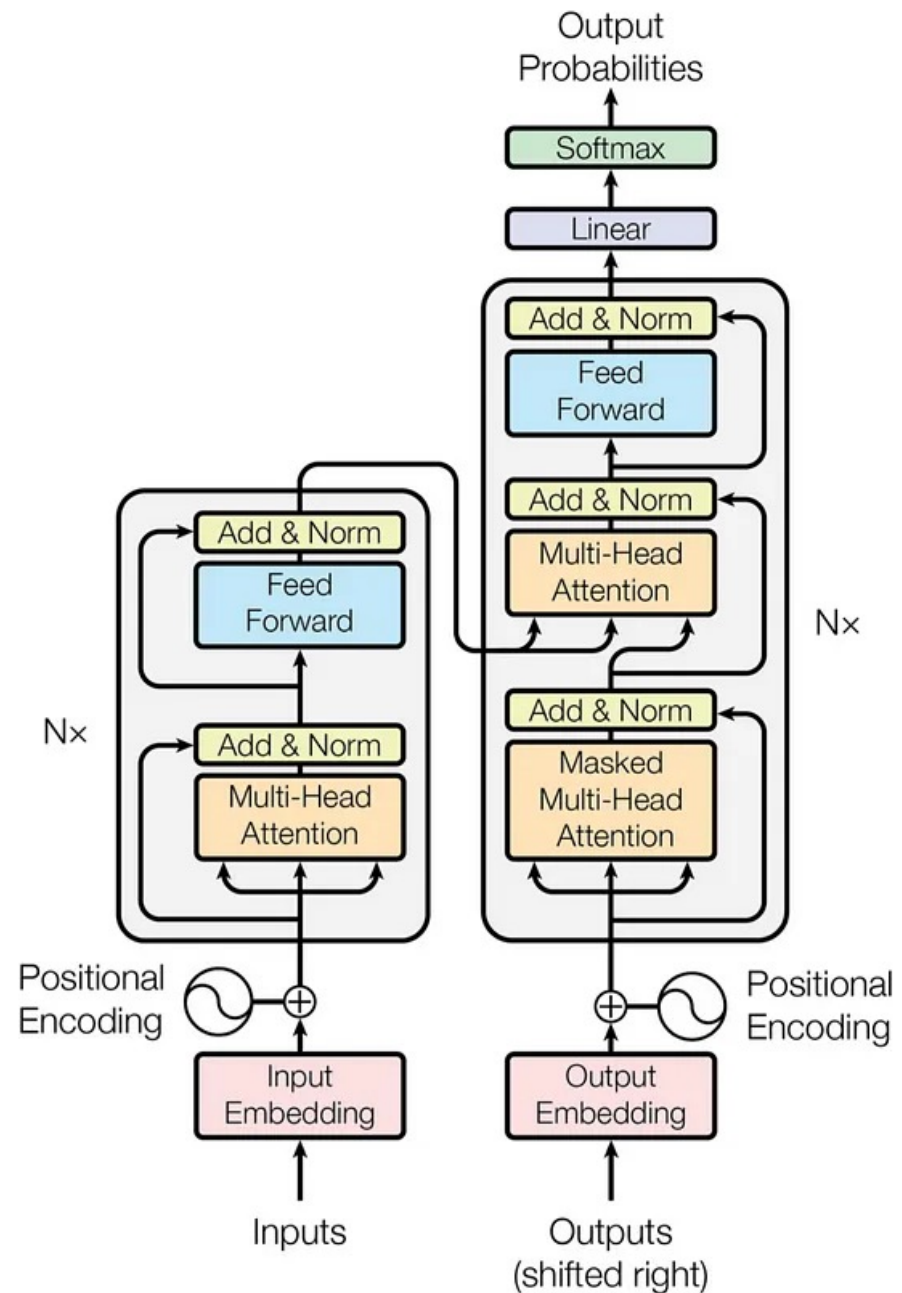 Output
Probabilities
Softmax
Linear
Add & Norm
Feed
Forward
Add & Norm
Multi-Head
Attention
Nx
Add & Norm
Masked
Multi-Head
Attention
Add & Norm
Feed
Forward
Nx
Add & Norm
Multi-Head
Attention
Positional
Encoding
Positional
Encoding
Input
Embedding
Output
Embedding
Inputs
Outputs
(shifted right)